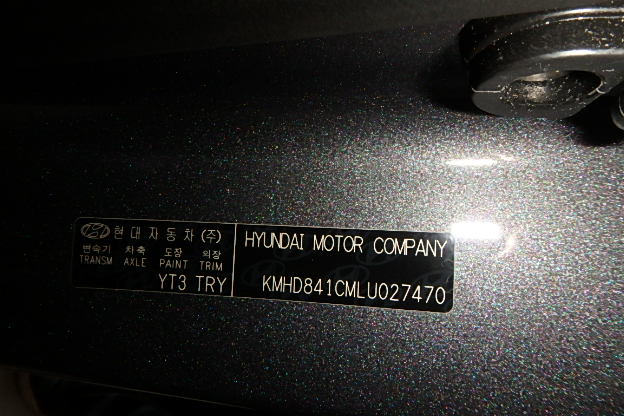 현대자동차(주)
변속기 차축 도장 의장
TRANSM AXLE PAINT TRIM
YT3 TRY
HYUNDAI MOTOR COMPANY
KMHD841CMLU027470